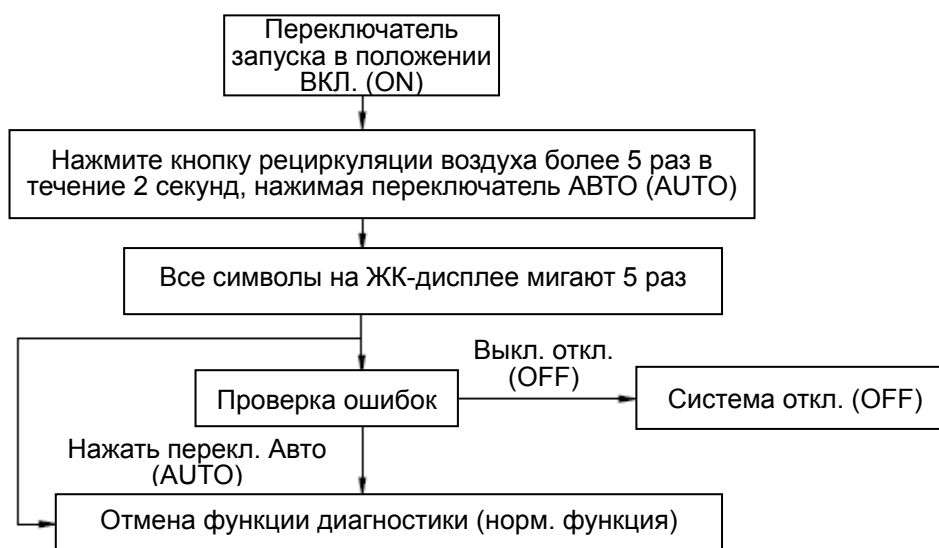 Переключатель
запуска в положении
ВКЛ. (ON)
Нажмите кнопку рециркуляции воздуха более 5 раз в
течение 2 секунд, нажимая переключатель АВТО (AUTO)
Все символы на ЖК-дисплее мигают 5 раз
Выкл. откл.
(OFF)
Проверка ошибок
Система откл. (OFF)
Нажать перекл. Авто
(AUTO)
Отмена функции диагностики (норм. функция)